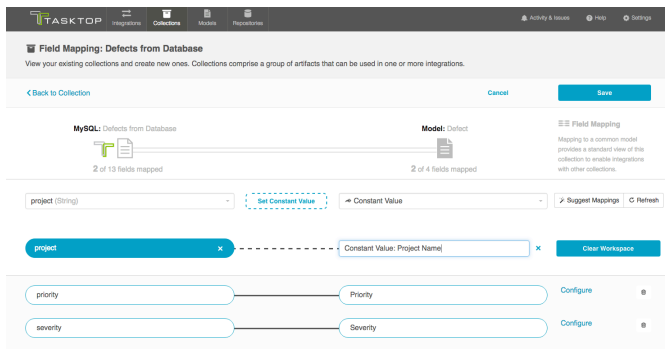 TASKTOP
Integrations
Collections
Models
Repositories
Activity & Issues
Help
Settings
Field Mapping: Defects from Database
View your existing collections and create new ones. Collections comprise a group of artifacts that can be used in one or more integrations.
Back to Collection
Cancel
Save
MySQL: Defects from Database
2 of 13 fields mapped
Model: Defect
2 of 4 fields mapped
Field Mapping
Mapping to a common model
provides a standard view of this
collection to enable integrations
with other collections.
project (String)
Set Constant Value
Constant Value
Suggest Mappings
Refresh
project
Constant Value: Project Name
Clear Workspace
priority
Priority
Configure
severity
Severity
Configure